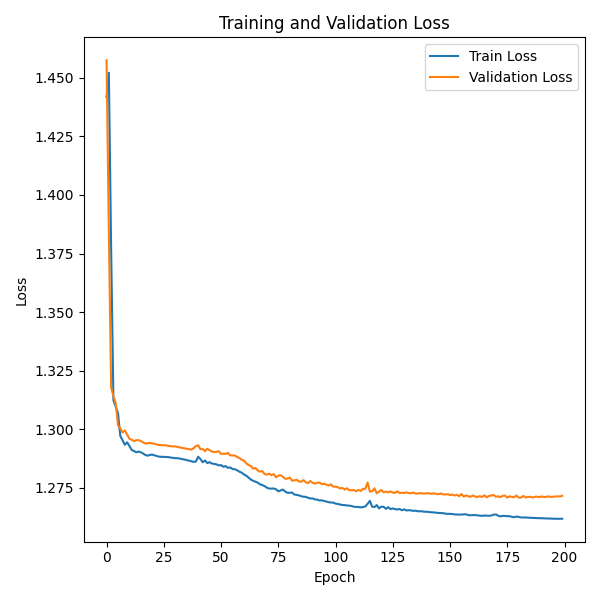 Training and Validation Loss
Train Loss
Validation Loss
Loss
1.450
1.425
1.400
1.375
1.350
1.325
1.300
1.275
0 25 50 75 100 125 150 175 200
Epoch